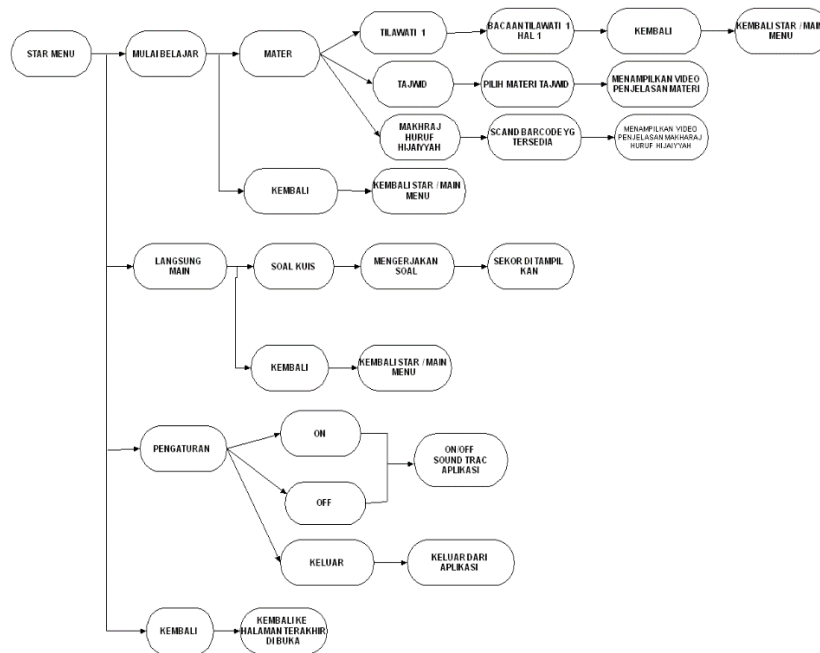 STAR MENU
MULAI BELAJAR
MATER
TILAWATI 1
BACAAN TILAWATI 1
HAL 1
KEMBALI
KEMBALI STAR / MAIN
MENU
TAJWID
PILIH MATERI TAJWID
MENAMPILKAN VIDEO
PENJELASAN MATERI
MAKHRAJ
HURUF
HIJAIYYAH
SCAND BARCODE YG
TERSEDIA
MENAMPILKAN VIDEO
PENJELASAN MAKHARAJ
HURUF HIJAIYYAH
KEMBALI
KEMBALI STAR / MAIN
MENU
LANGSUNG
MAIN
SOAL KUIS
MENGERJAKAN
SOAL
SEKOR DI TAMPIL
KAN
KEMBALI
KEMBALI STAR / MAIN
MENU
PENGATURAN
ON
OFF
ON/OFF
SOUND TRAC
APLIKASI
KELUAR
KELUAR DARI
APLIKASI
KEMBALI
KEMBALI KE
HALAMAN TERAKHIR
DI BUKA